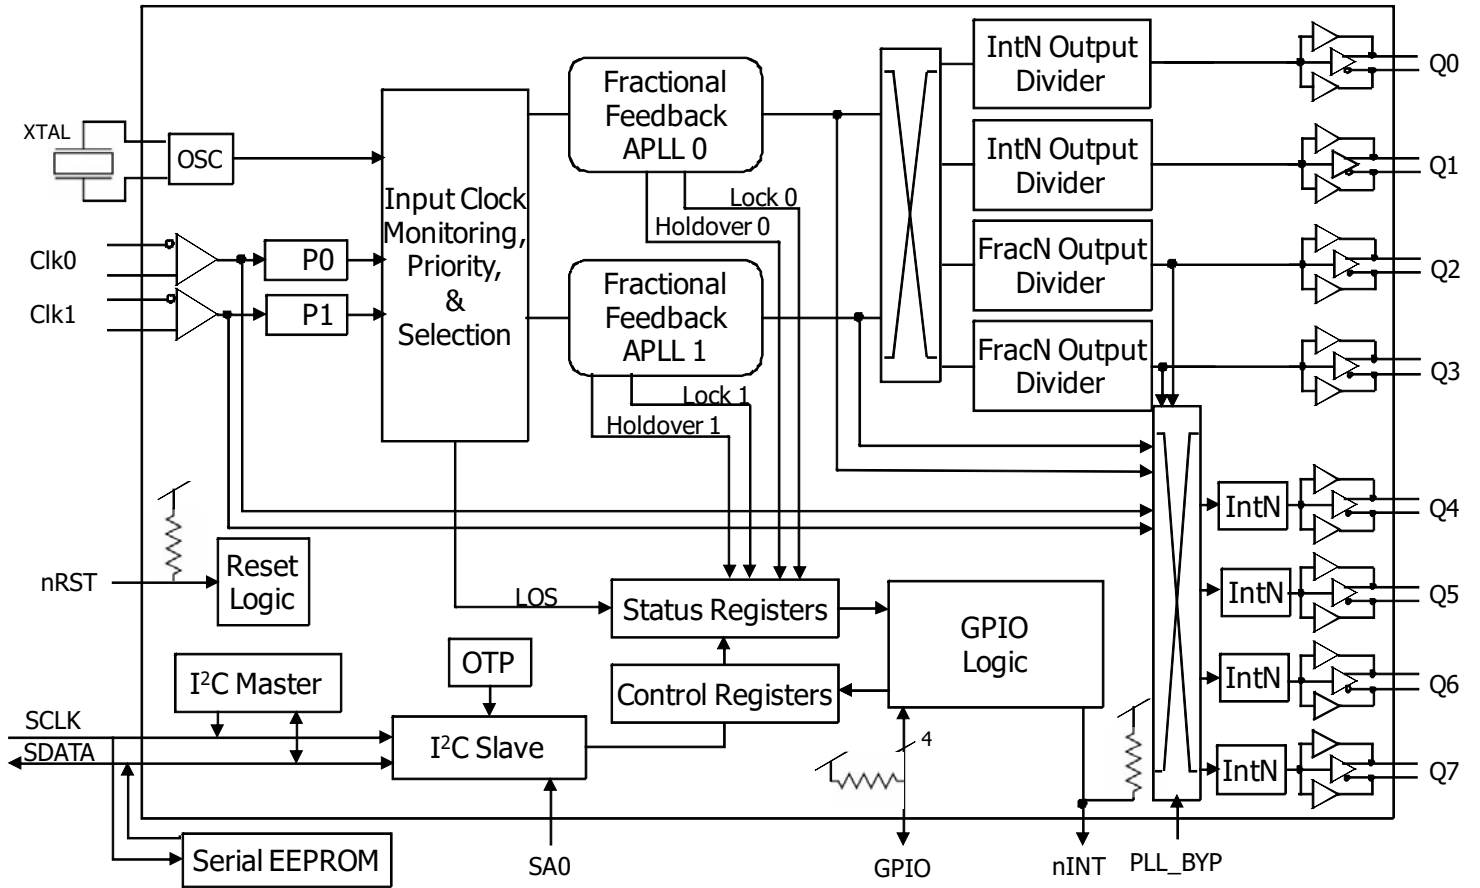 IntN Output
Divider
Q0
Fractional
Feedback
APLL 0
XTAL
OSC
IntN Output
Divider
Q1
Input Clock
Monitoring,
Priority,
&
Selection
Lock 0
Holdover 0
Clk0
P0
FracN Output
Divider
Q2
Clk1
P1
Fractional
Feedback
APLL 1
FracN Output
Divider
Q3
Lock 1
Holdover 1
IntN
Q4
nRST
Reset
Logic
LOS
Status Registers
GPIO
Logic
IntN
Q5
OTP
I²C Master
Control Registers
IntN
Q6
SCLK
SDATA
I²C Slave
4
IntN
Q7
Serial EEPROM
SA0
GPIO
nINT
PLL_BYP